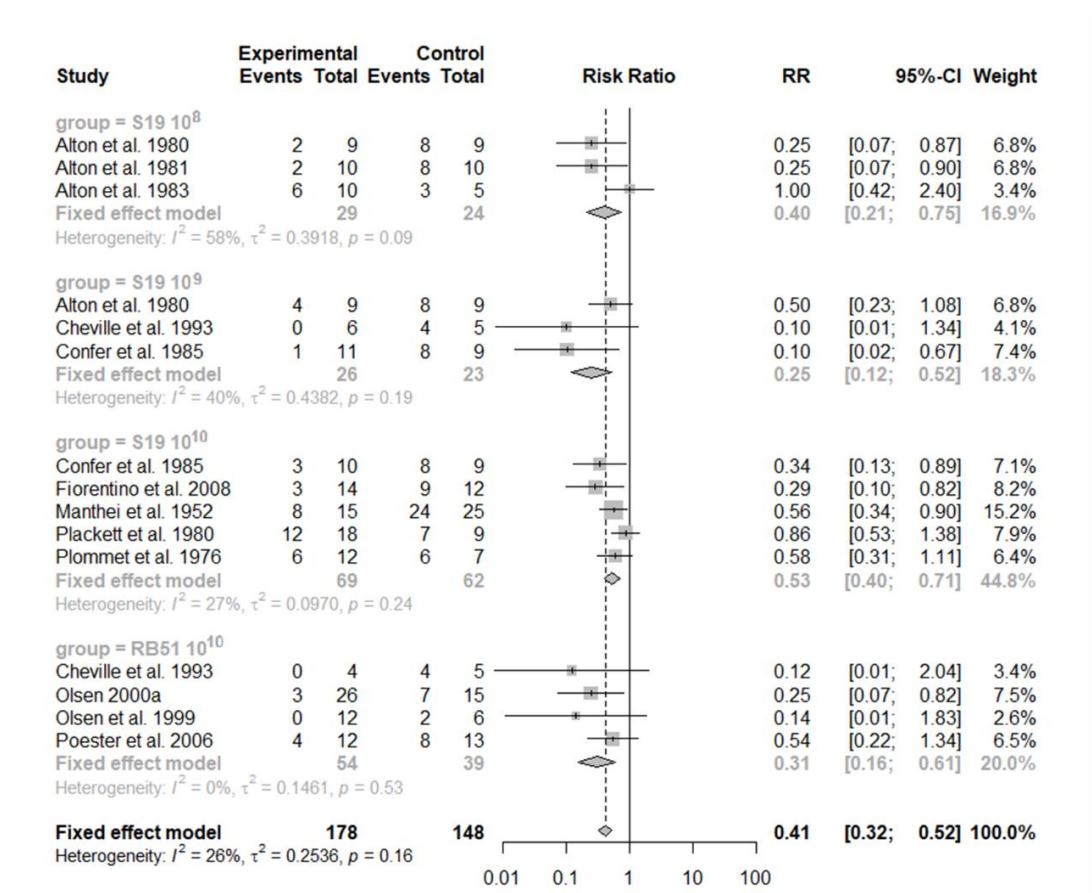 Experimental Control
Study Events Total Events Total Risk Ratio RR 95%-CI Weight
group = S19 10⁸
Alton et al. 1980 2 9 8 9 0.25 [0.07; 0.87] 6.8%
Alton et al. 1981 2 10 8 10 0.25 [0.07; 0.90] 6.8%
Alton et al. 1983 6 10 3 5 1.00 [0.42; 2.40] 3.4%
Fixed effect model 29 24 0.40 [0.21; 0.75] 16.9%
Heterogeneity: I² = 58%, τ² = 0.3918, p = 0.09
group = S19 10⁹
Alton et al. 1980 4 9 8 9 0.50 [0.23; 1.08] 6.8%
Cheville et al. 1993 0 6 4 5 0.10 [0.01; 1.34] 4.1%
Confer et al. 1985 1 11 8 9 0.10 [0.02; 0.67] 7.4%
Fixed effect model 26 23 0.25 [0.12; 0.52] 18.3%
Heterogeneity: I² = 40%, τ² = 0.4382, p = 0.19
group = S19 10¹⁰
Confer et al. 1985 3 10 8 9 0.34 [0.13; 0.89] 7.1%
Fiorentino et al. 2008 3 14 9 12 0.29 [0.10; 0.82] 8.2%
Manthei et al. 1952 8 15 24 25 0.56 [0.34; 0.90] 15.2%
Plackett et al. 1980 12 18 7 9 0.86 [0.53; 1.38] 7.9%
Plommet et al. 1976 6 12 6 7 0.58 [0.31; 1.11] 6.4%
Fixed effect model 69 62 0.53 [0.40; 0.71] 44.8%
Heterogeneity: I² = 27%, τ² = 0.0970, p = 0.24
group = RB51 10¹⁰
Cheville et al. 1993 0 4 4 5 0.12 [0.01; 2.04] 3.4%
Olsen 2000a 3 26 7 15 0.25 [0.07; 0.82] 7.5%
Olsen et al. 1999 0 12 2 6 0.14 [0.01; 1.83] 2.6%
Poester et al. 2006 4 12 8 13 0.54 [0.22; 1.34] 6.5%
Fixed effect model 54 39 0.31 [0.16; 0.61] 20.0%
Heterogeneity: I² = 0%, τ² = 0.1461, p = 0.53
Fixed effect model 178 148 0.41 [0.32; 0.52] 100.0%
Heterogeneity: I² = 26%, τ² = 0.2536, p = 0.16
0.01 0.1 1 10 100